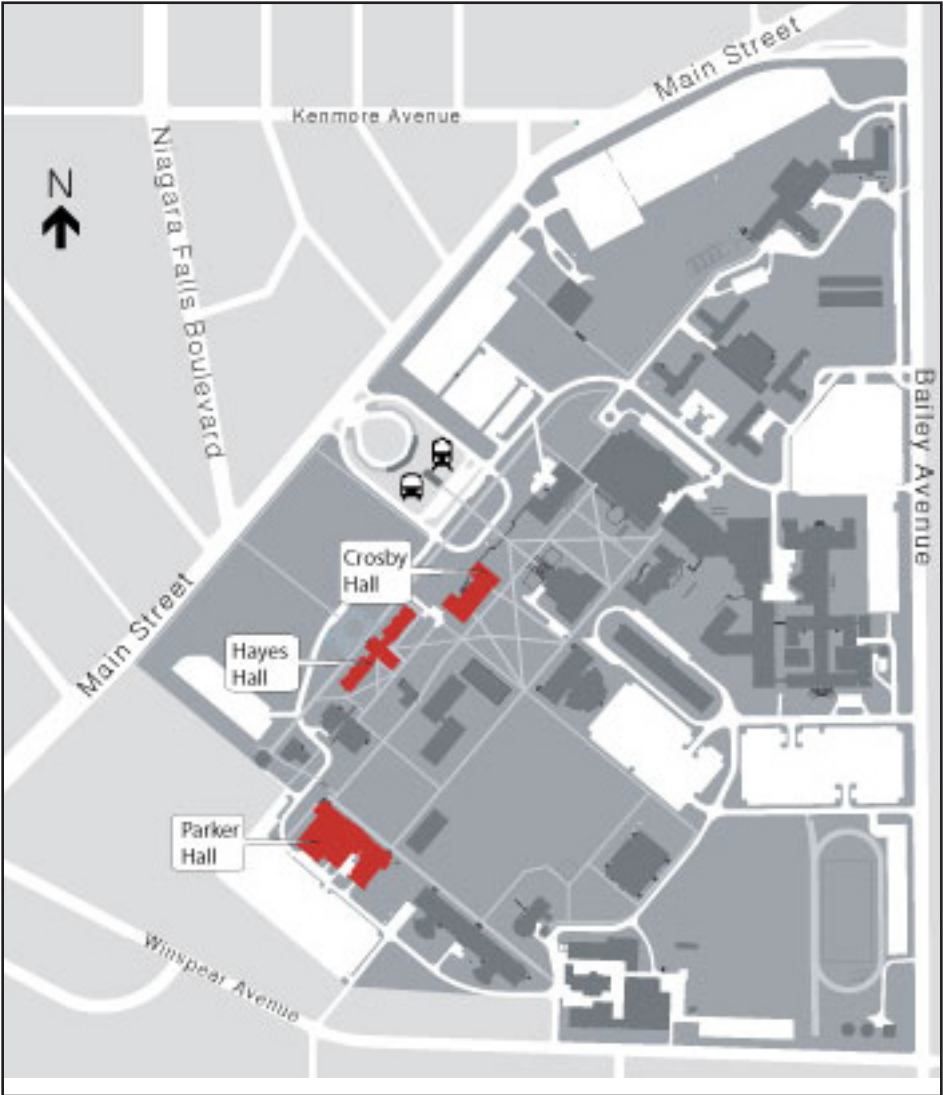 Main Street
Kenmore Avenue
N
Niagara Falls Boulevard
Bailey Avenue
Crosby
Hall
Main Street
Hayes
Hall
Parker
Hall
Winspear Avenue